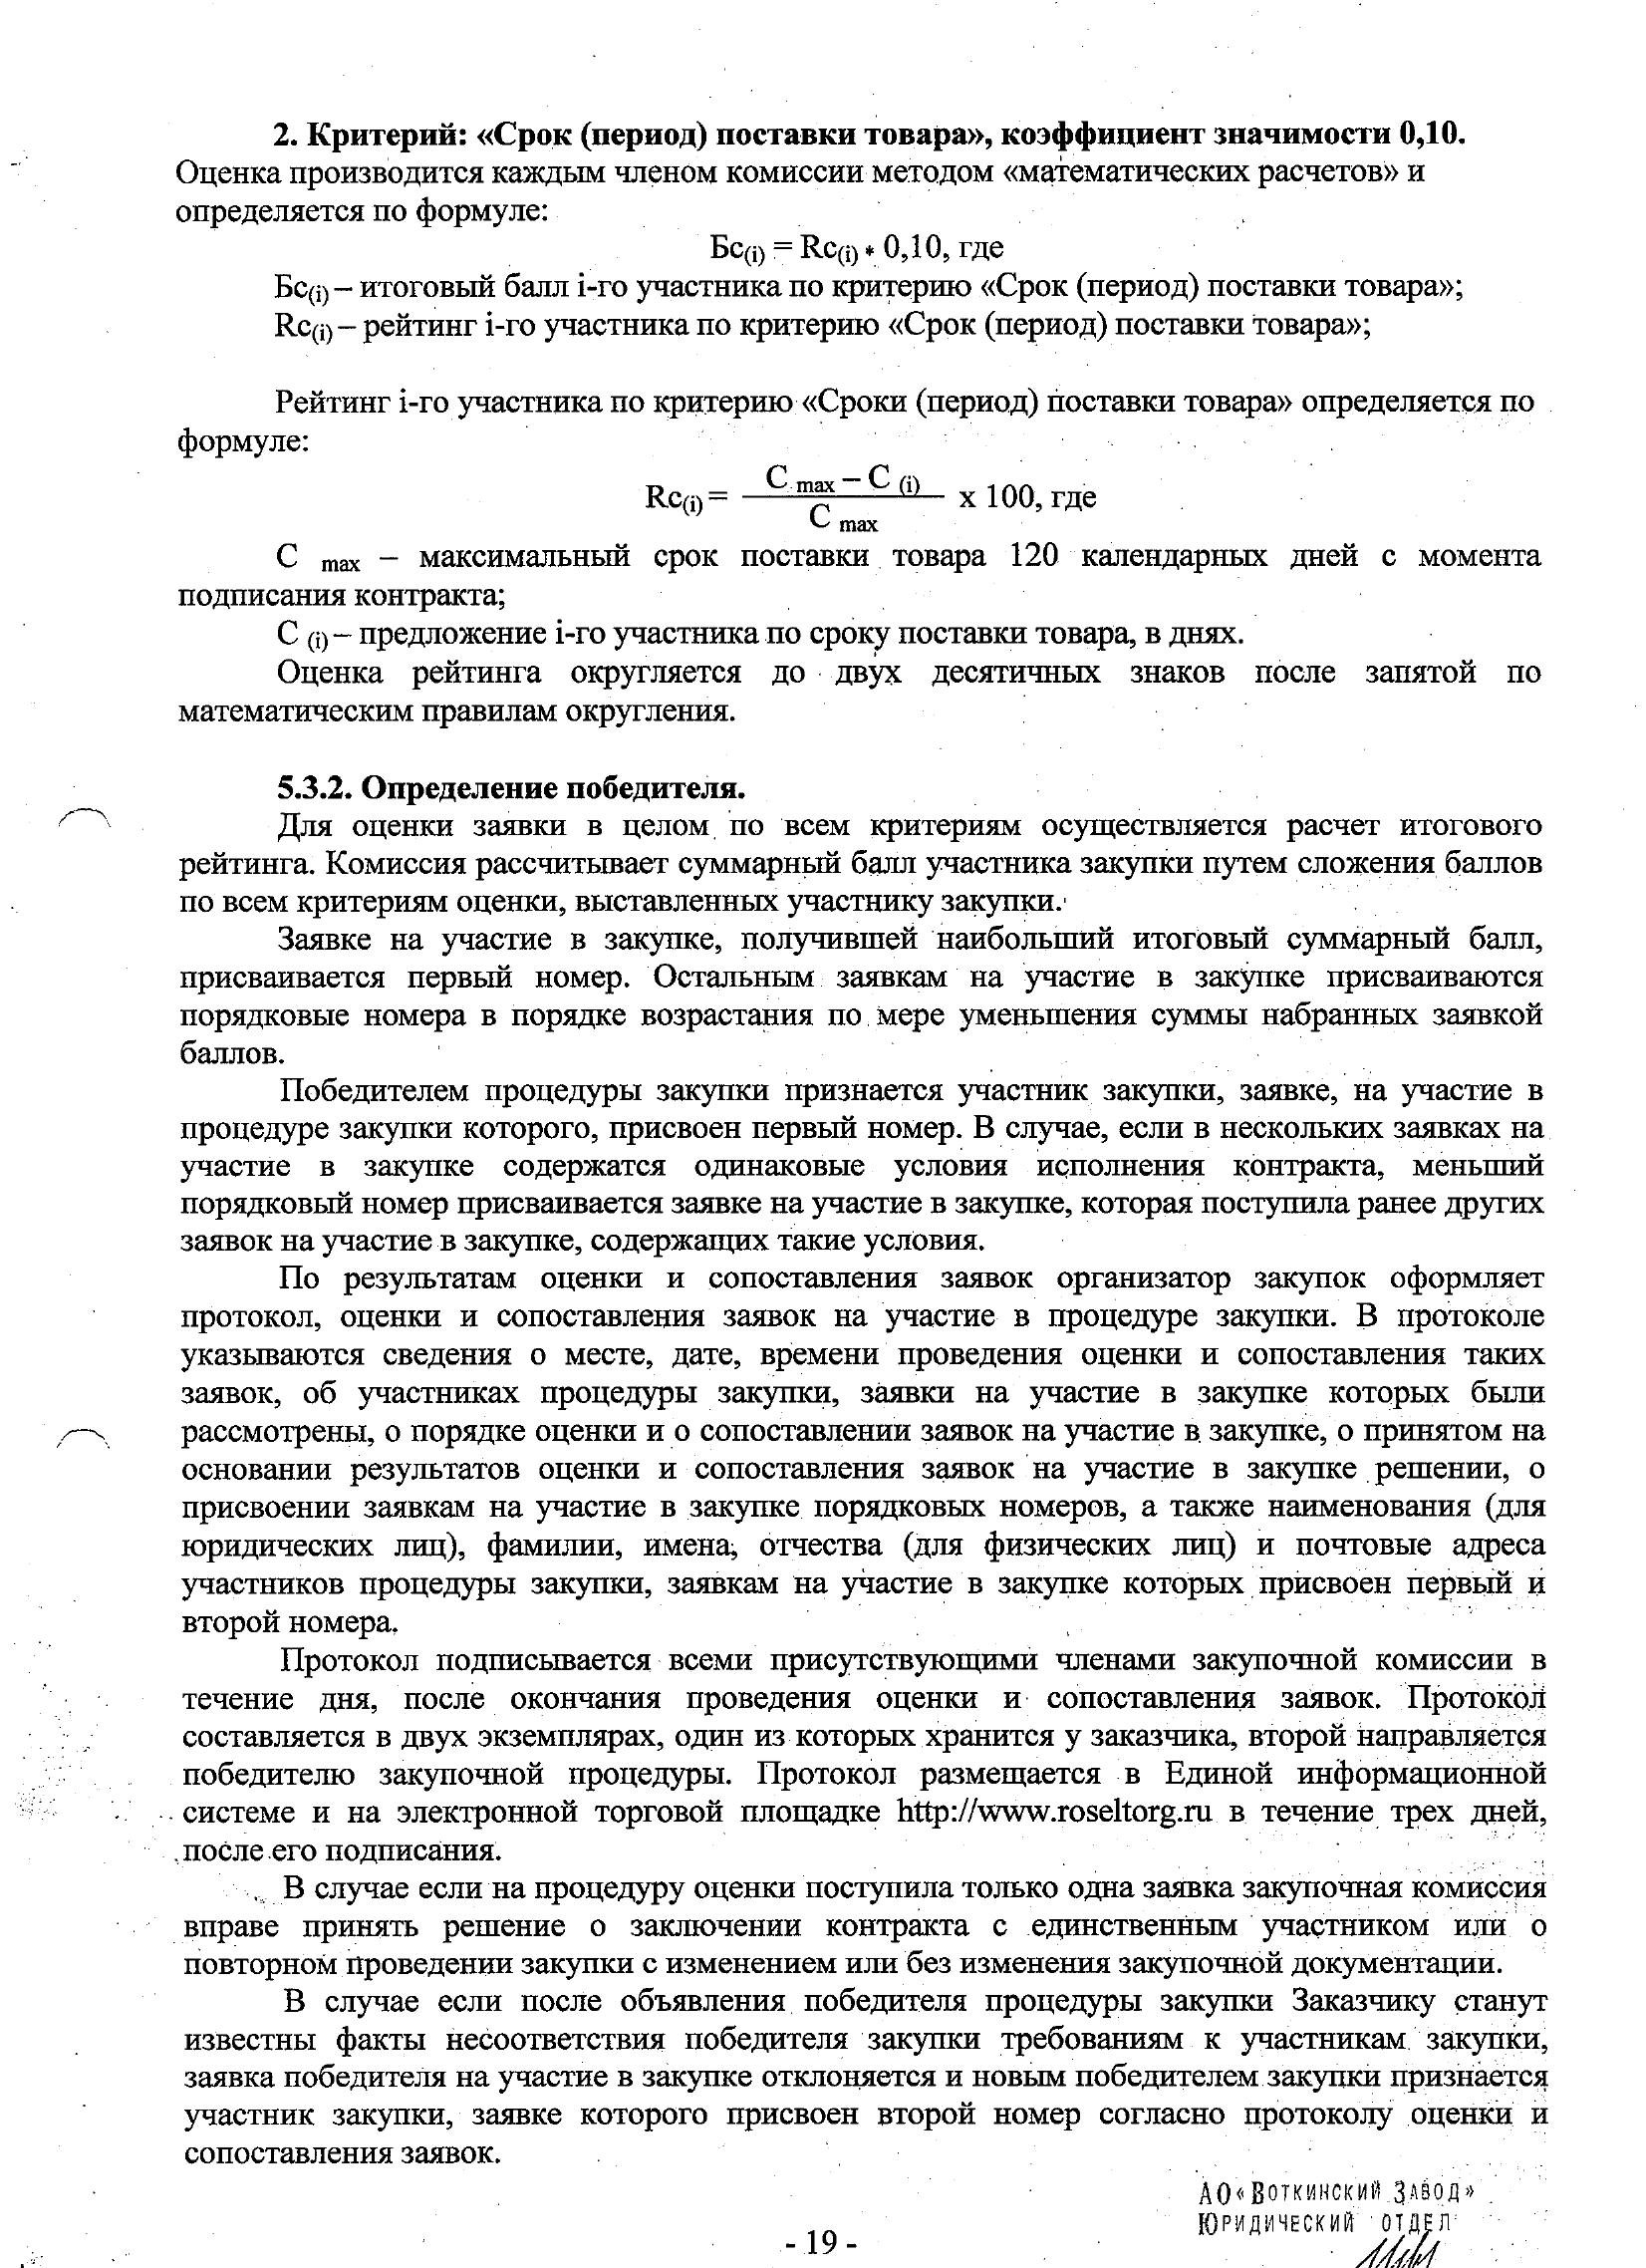 2. Критерий: «Срок (период) поставки товара», коэффициент значимости 0,10.
Оценка производится каждым членом комиссии методом «математических расчетов» и
определяется по формуле:
Бс(i) = Rc(i) * 0,10, где
Бс(i) – итоговый балл i-го участника по критерию «Срок (период) поставки товара»;
Rc(i) – рейтинг i-го участника по критерию «Срок (период) поставки товара»;
Рейтинг i-го участника по критерию «Сроки (период) поставки товара» определяется по
формуле:
C max – C (i)
Rc(i) = x 100, где
C max
C max – максимальный срок поставки товара 120 календарных дней с момента
подписания контракта;
C (i) – предложение i-го участника по сроку поставки товара, в днях.
Оценка рейтинга округляется до двух десятичных знаков после запятой по
математическим правилам округления.
5.3.2. Определение победителя.
Для оценки заявки в целом по всем критериям осуществляется расчет итогового
рейтинга. Комиссия рассчитывает суммарный балл участника закупки путем сложения баллов
по всем критериям оценки, выставленных участнику закупки.
Заявке на участие в закупке, получившей наибольший итоговый суммарный балл,
присваивается первый номер. Остальным заявкам на участие в закупке присваиваются
порядковые номера в порядке возрастания по мере уменьшения суммы набранных заявкой
баллов.
Победителем процедуры закупки признается участник закупки, заявке, на участие в
процедуре закупки которого, присвоен первый номер. В случае, если в нескольких заявках на
участие в закупке содержатся одинаковые условия исполнения контракта, меньший
порядковый номер присваивается заявке на участие в закупке, которая поступила ранее других
заявок на участие в закупке, содержащих такие условия.
По результатам оценки и сопоставления заявок организатор закупок оформляет
протокол, оценки и сопоставления заявок на участие в процедуре закупки. В протоколе
указываются сведения о месте, дате, времени проведения оценки и сопоставления таких
заявок, об участниках процедуры закупки, заявки на участие в закупке которых были
рассмотрены, о порядке оценки и о сопоставлении заявок на участие в закупке, о принятом на
основании результатов оценки и сопоставления заявок на участие в закупке решении, о
присвоении заявкам на участие в закупке порядковых номеров, а также наименования (для
юридических лиц), фамилии, имена, отчества (для физических лиц) и почтовые адреса
участников процедуры закупки, заявкам на участие в закупке которых присвоен первый и
второй номера.
Протокол подписывается всеми присутствующими членами закупочной комиссии в
течение дня, после окончания проведения оценки и сопоставления заявок. Протокол
составляется в двух экземплярах, один из которых хранится у заказчика, второй направляется
победителю закупочной процедуры. Протокол размещается в Единой информационной
системе и на электронной торговой площадке http://www.roseltorg.ru в течение трех дней,
после его подписания.
В случае если на процедуру оценки поступила только одна заявка закупочная комиссия
вправе принять решение о заключении контракта с единственным участником или о
повторном проведении закупки с изменением или без изменения закупочной документации.
В случае если после объявления победителя процедуры закупки Заказчику станут
известны факты несоответствия победителя закупки требованиям к участникам закупки,
заявка победителя на участие в закупке отклоняется и новым победителем закупки признается
участник закупки, заявке которого присвоен второй номер согласно протоколу оценки и
сопоставления заявок.
АО«Воткинский Завод»
Юридический отдел
- 19 -